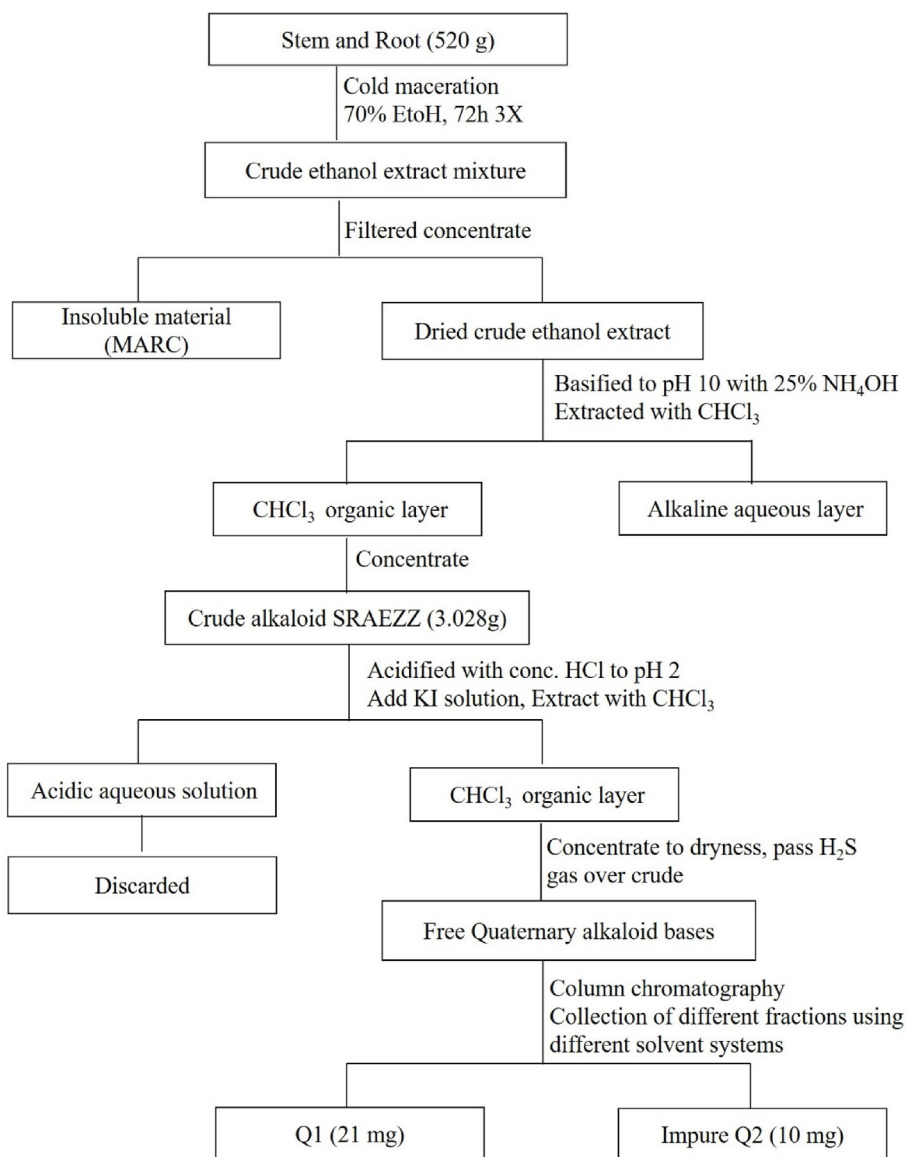 Stem and Root (520 g)
Cold maceration
70% EtoH, 72h 3X
Crude ethanol extract mixture
Filtered concentrate
Insoluble material
(MARC)
Dried crude ethanol extract
Basified to pH 10 with 25% NH₄OH
Extracted with CHCl₃
CHCl₃ organic layer
Alkaline aqueous layer
Concentrate
Crude alkaloid SRAEZZ (3.028g)
Acidified with conc. HCl to pH 2
Add KI solution, Extract with CHCl₃
Acidic aqueous solution
CHCl₃ organic layer
Discarded
Concentrate to dryness, pass H₂S
gas over crude
Free Quaternary alkaloid bases
Column chromatography
Collection of different fractions using
different solvent systems
Q1 (21 mg)
Impure Q2 (10 mg)